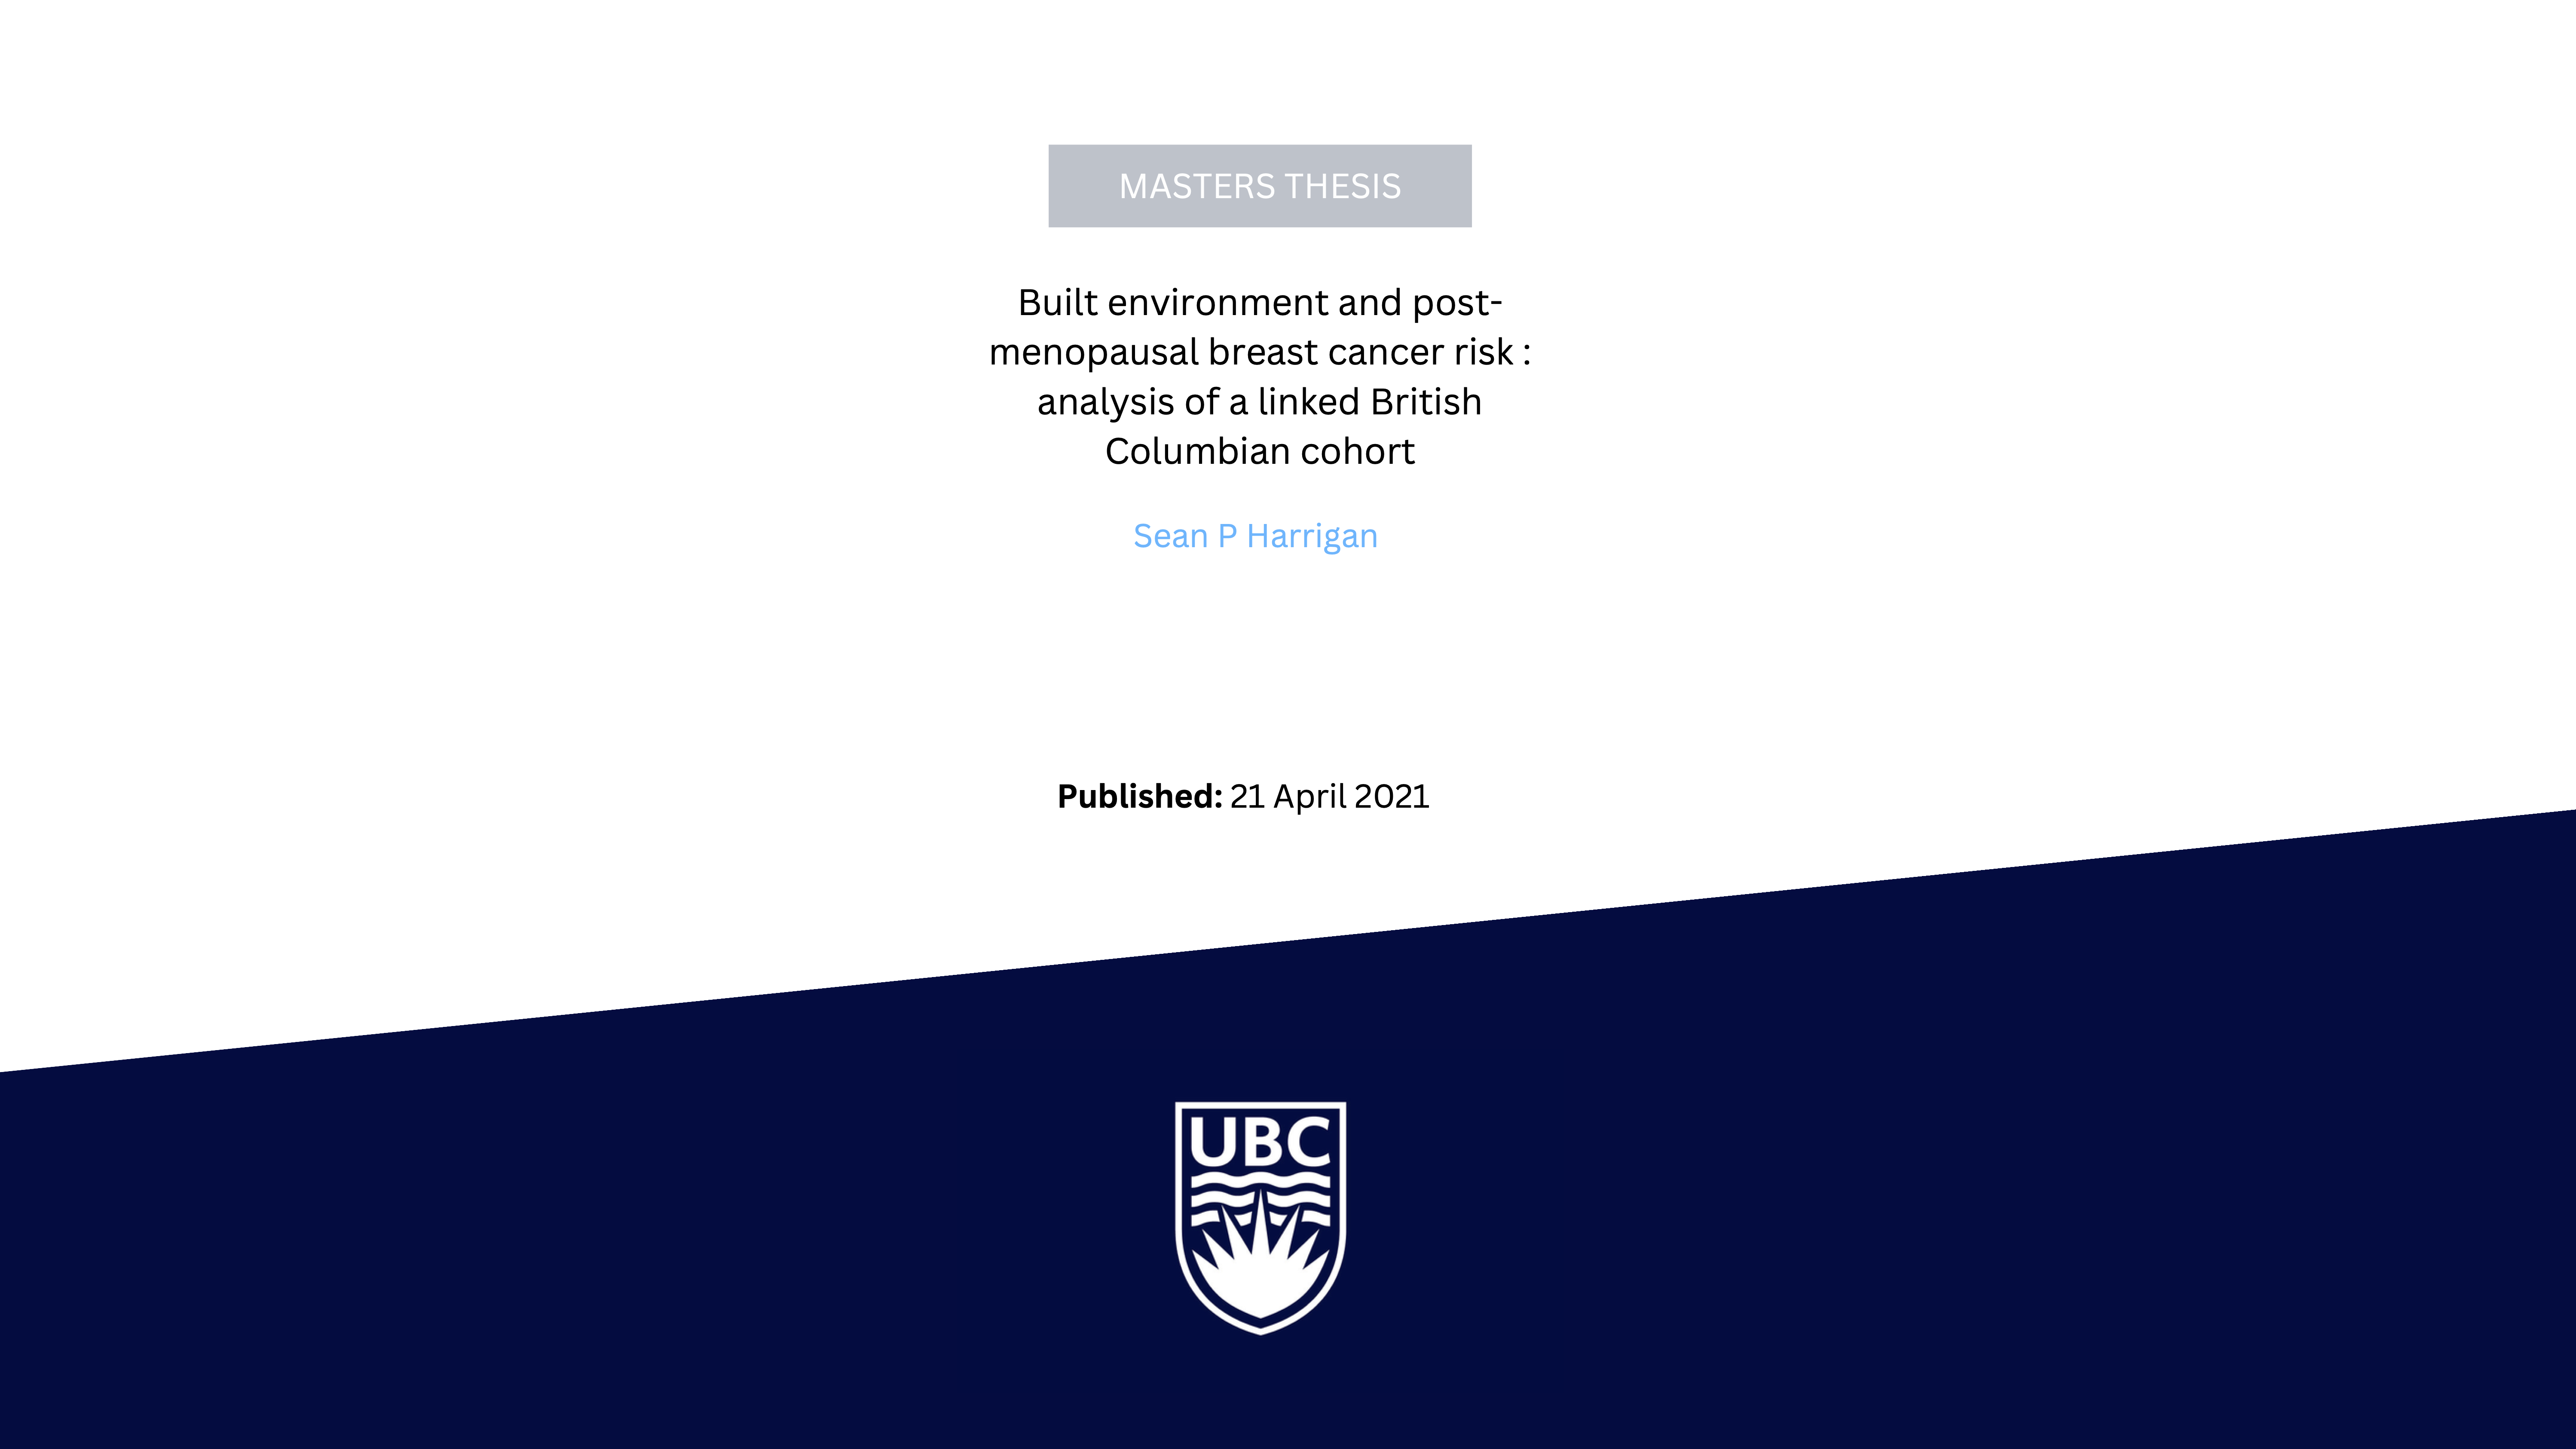 MASTERS THESIS
Built environment and post-
menopausal breast cancer risk :
analysis of a linked British
Columbian cohort
Sean P Harrigan
Published: 21 April 2021
UBC